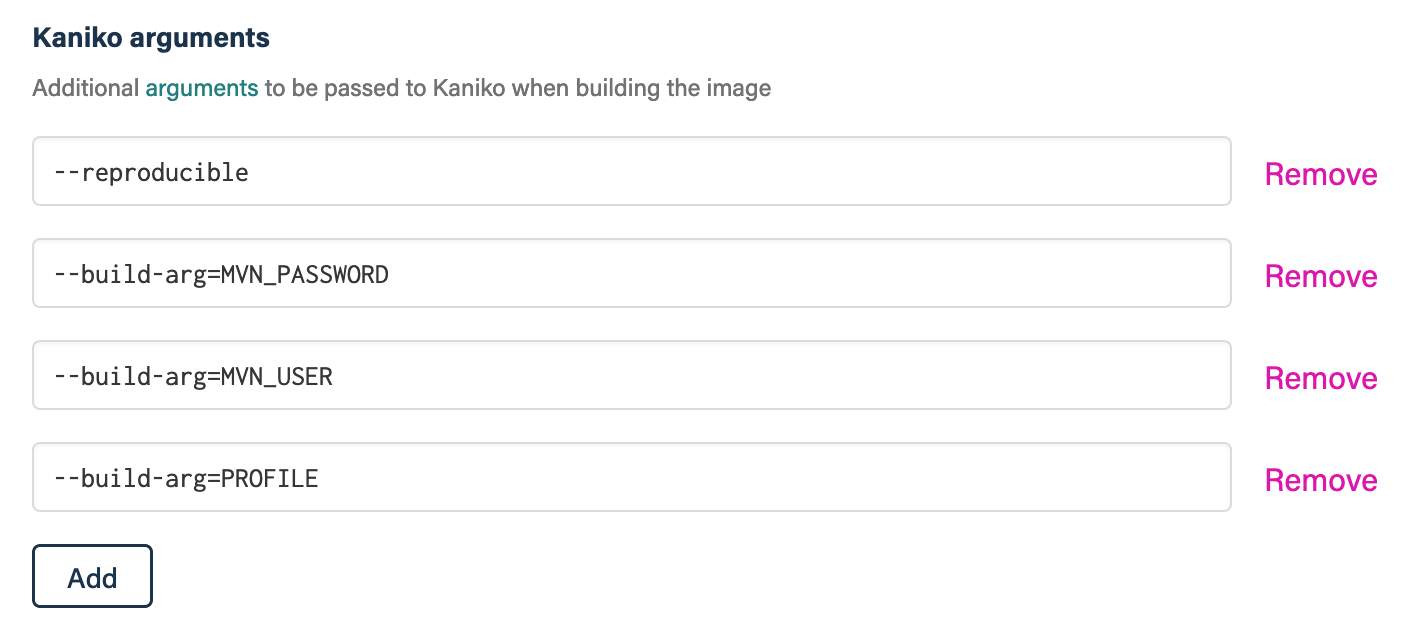 Kaniko arguments
Additional arguments to be passed to Kaniko when building the image
--reproducible
Remove
--build-arg=MVN_PASSWORD
Remove
--build-arg=MVN_USER
Remove
--build-arg=PROFILE
Remove
Add